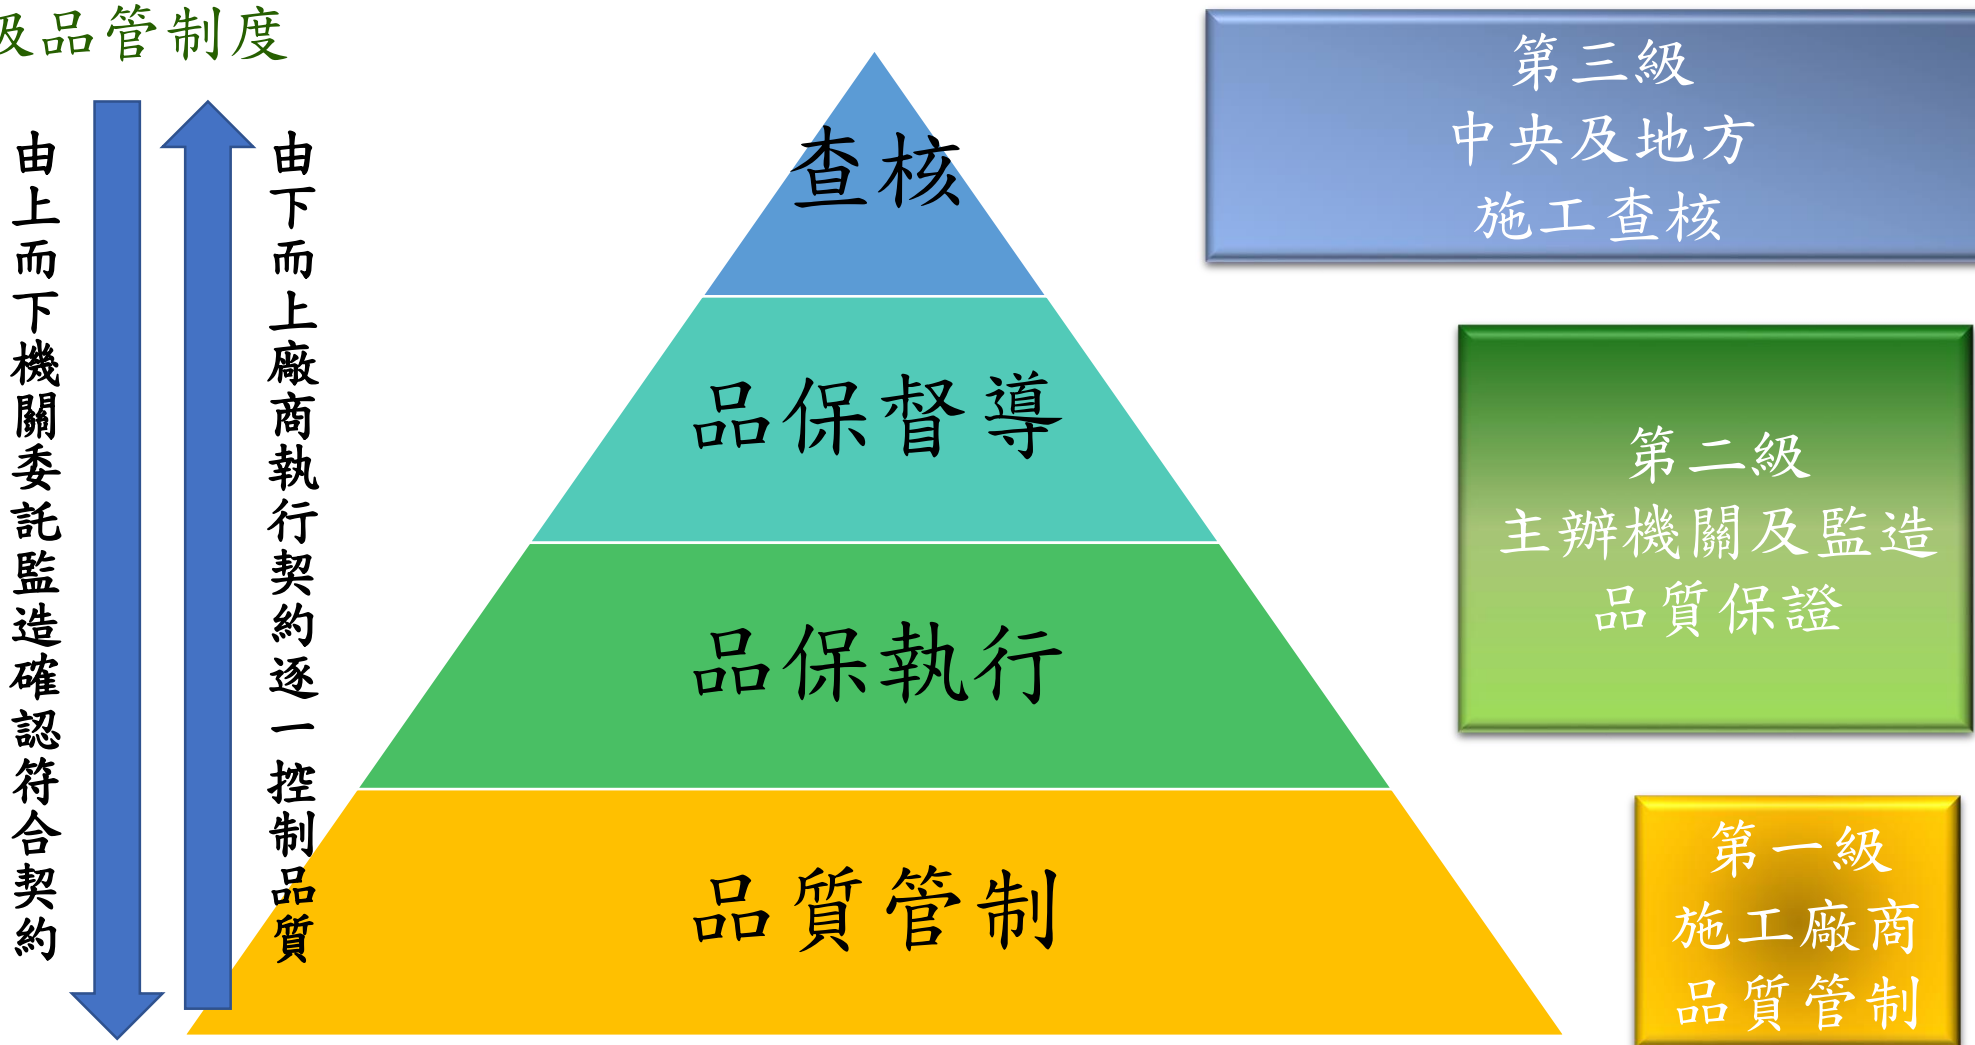 級品管制度
由上而下機關委託監造確認符合契約
由下而上廠商執行契約逐一控制品質
查核
品保督導
品保執行
品質管制
第三級
中央及地方
施工查核
第二級
主辦機關及監造
品質保證
第一級
施工廠商
品質管制